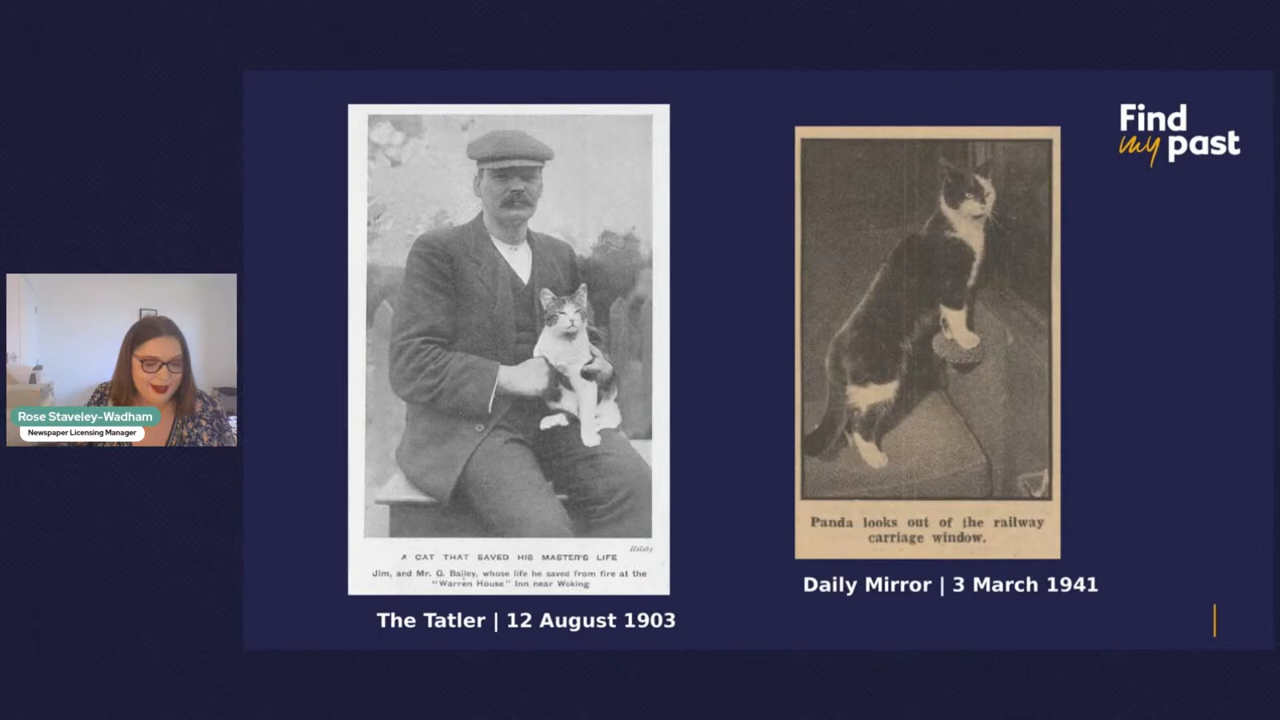 Find
my past
Rose Staveley-Wadham
Newspaper Licensing Manager
Helsby
A CAT THAT SAVED HIS MASTER'S LIFE
Jim, and Mr. G. Bailey, whose life he saved from fire at the
"Warren House" Inn near Woking
The Tatler | 12 August 1903
Panda looks out of the railway
carriage window.
Daily Mirror | 3 March 1941